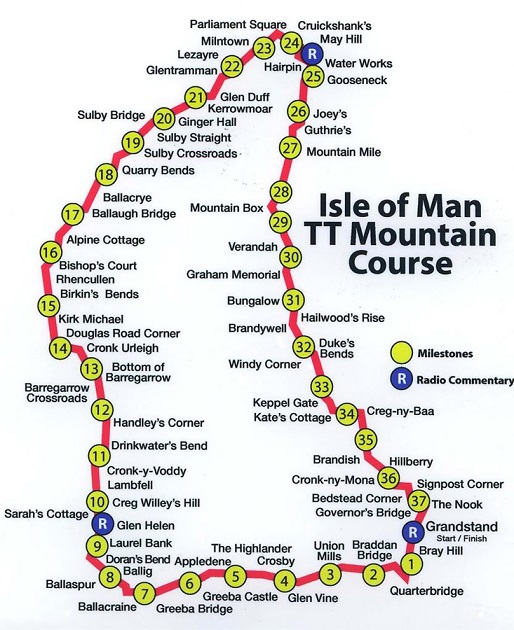 Isle of Man
TT Mountain
Course
Milestones
R
Radio Commentary
R
Grandstand
Start / Finish
Bray Hill
1
Quarterbridge
Braddan
Bridge
2
Union
Mills
3
Glen Vine
Crosby
4
The Highlander
5
Greeba Castle
Appledene
6
Greeba Bridge
7
Ballacraine
Ballig
8
Ballaspur
Doran's Bend
9
Laurel Bank
R
Glen Helen
Sarah's Cottage
10
Creg Willey's Hill
Lambfell
Cronk-y-Voddy
11
Drinkwater's Bend
Handley's Corner
12
Barregarrow
Crossroads
13
Bottom of
Barregarrow
14
Cronk Urleigh
Douglas Road Corner
Kirk Michael
15
Birkin's Bends
Rhencullen
Bishop's Court
16
Alpine Cottage
17
Ballaugh Bridge
Ballacrye
18
Quarry Bends
Sulby Crossroads
19
Sulby Straight
Sulby Bridge
20
Ginger Hall
Kerrowmoar
21
Glen Duff
Glentramman
22
Lezayre
Milntown
23
Parliament Square
24
Cruickshank's
May Hill
R
Hairpin
Water Works
25
Gooseneck
26
Joey's
Guthrie's
27
Mountain Mile
28
Mountain Box
29
Verandah
30
Graham Memorial
Bungalow
31
Hailwood's Rise
Brandywell
32
Duke's
Bends
Windy Corner
33
Keppel Gate
Kate's Cottage
34
Creg-ny-Baa
35
Brandish
Hillberry
Cronk-ny-Mona
36
Signpost Corner
Bedstead Corner
37
The Nook
Governor's Bridge